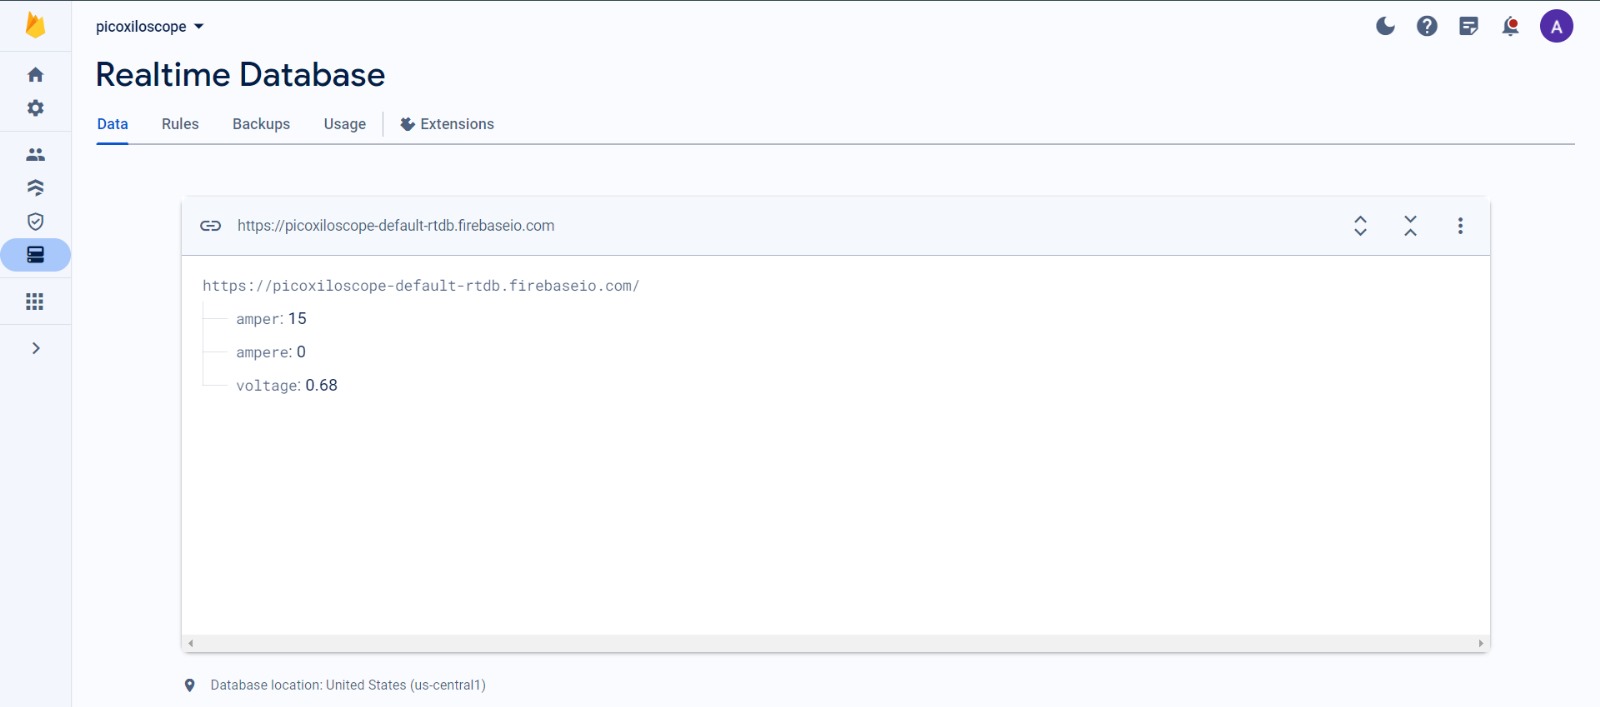 picoxiloscope
A
Realtime Database
Data Rules Backups Usage Extensions
https://picoxiloscope-default-rtdb.firebaseio.com
https://picoxiloscope-default-rtdb.firebaseio.com/
amper: 15
ampere: 0
voltage: 0.68
Database location: United States (us-central1)